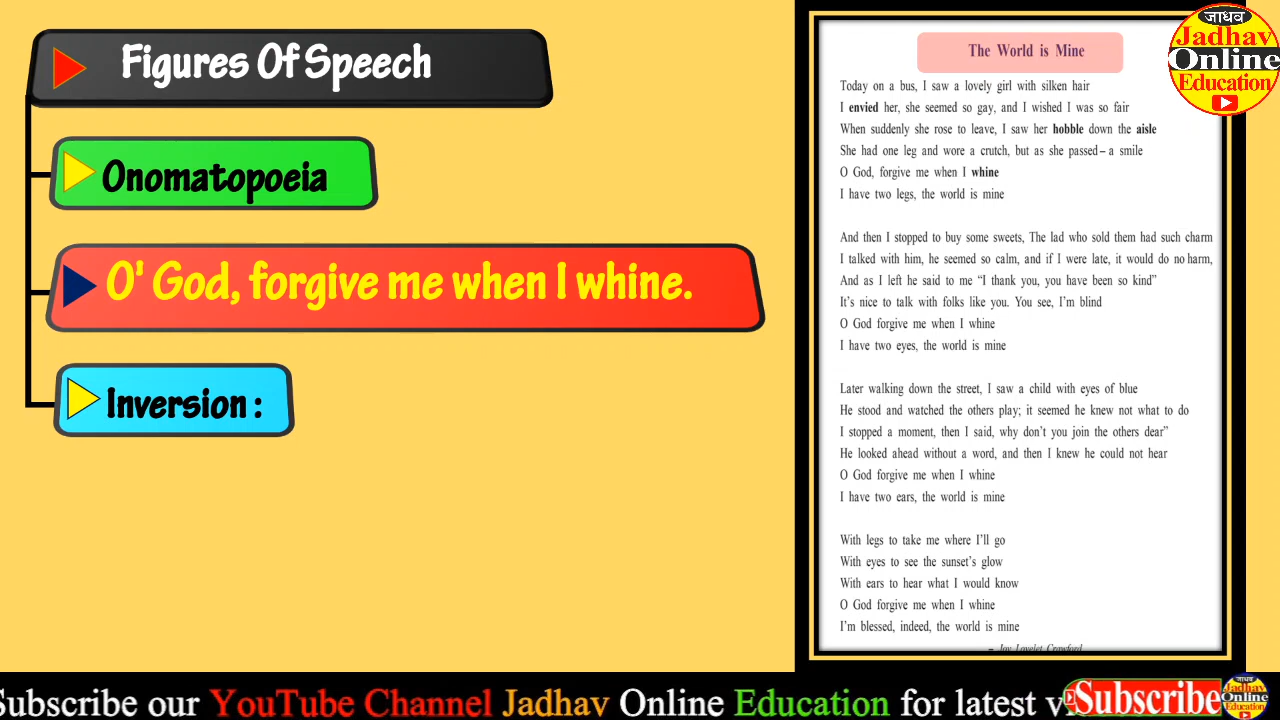 Figures Of Speech
Onomatopoeia
O' God, forgive me when I whine.
Inversion :
The World is Mine
Today on a bus, I saw a lovely girl with silken hair
I envied her, she seemed so gay, and I wished I was so fair
When suddenly she rose to leave, I saw her hobble down the aisle
She had one leg and wore a crutch, but as she passed – a smile
O God, forgive me when I whine
I have two legs, the world is mine
And then I stopped to buy some sweets, The lad who sold them had such charm
I talked with him, he seemed so calm, and if I were late, it would do no harm,
And as I left he said to me “I thank you, you have been so kind”
It’s nice to talk with folks like you. You see, I’m blind
O God forgive me when I whine
I have two eyes, the world is mine
Later walking down the street, I saw a child with eyes of blue
He stood and watched the others play; it seemed he knew not what to do
I stopped a moment, then I said, why don’t you join the others dear”
He looked ahead without a word, and then I knew he could not hear
O God forgive me when I whine
I have two ears, the world is mine
With legs to take me where I’ll go
With eyes to see the sunset’s glow
With ears to hear what I would know
O God forgive me when I whine
I’m blessed, indeed, the world is mine
– Joy Lovelet Crawford
जाधव
Jadhav
Online
Education
Subscribe our YouTube Channel Jadhav Online Education for latest v
Subscribe
जाधव
Jadhav
Online
Education